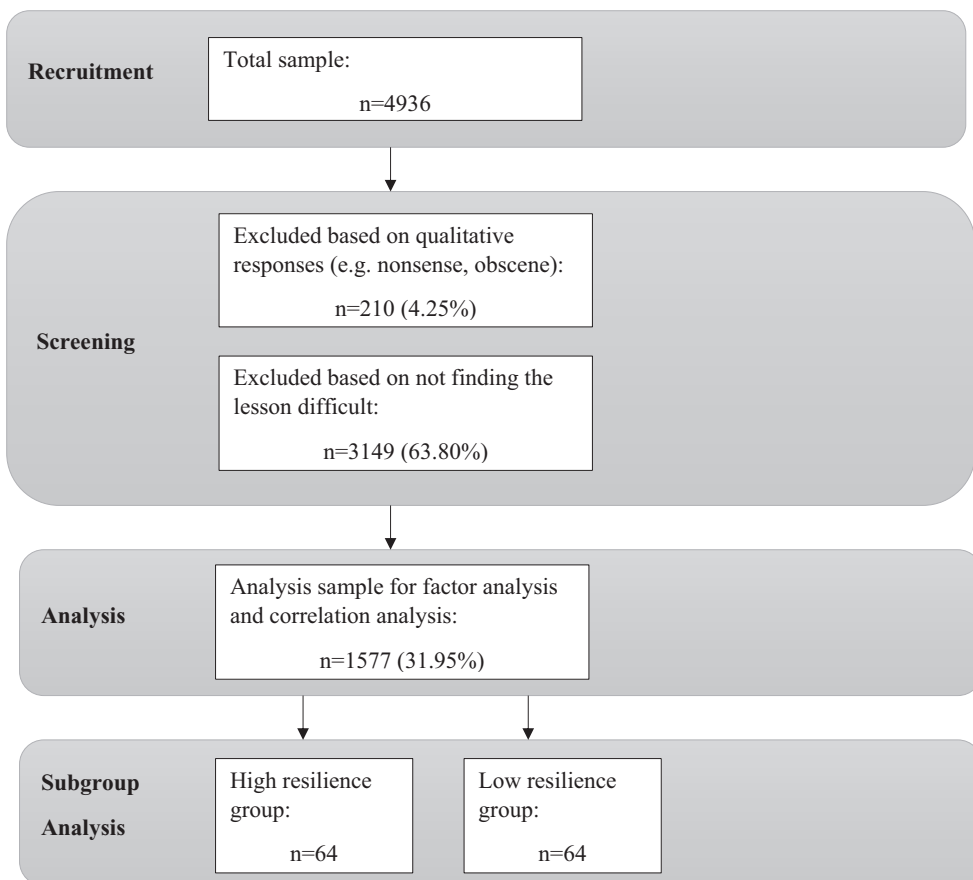 Recruitment
Total sample:
n=4936
Screening
Excluded based on qualitative
responses (e.g. nonsense, obscene):
n=210 (4.25%)
Excluded based on not finding the
lesson difficult:
n=3149 (63.80%)
Analysis
Analysis sample for factor analysis
and correlation analysis:
n=1577 (31.95%)
Subgroup
Analysis
High resilience
group:
n=64
Low resilience
group:
n=64